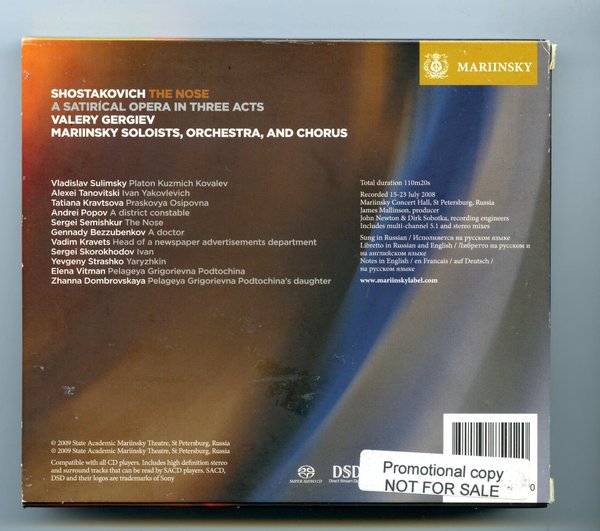 MARIINSKY
SHOSTAKOVICH THE NOSE
A SATIRICAL OPERA IN THREE ACTS
VALERY GERGIEV
MARIINSKY SOLOISTS, ORCHESTRA, AND CHORUS
Vladislav Sulimsky Platon Kuzmich Kovalev
Alexei Tanovitski Ivan Yakovlevich
Tatiana Kravtsova Praskovya Osipovna
Andrei Popov A district constable
Sergei Semishkur The Nose
Gennady Bezzubenkov A doctor
Vadim Kravets Head of a newspaper advertisements department
Sergei Skorokhodov Ivan
Yevgeny Strashko Yaryzhkin
Elena Vitman Pelageya Grigorievna Podtochina
Zhanna Dombrovskaya Pelageya Grigorievna Podtochina's daughter
Total duration 110m20s
Recorded 15-23 July 2008
Mariinsky Concert Hall, St Petersburg, Russia
James Mallinson, producer
John Newton & Dirk Sobotka, recording engineers
Includes multi-channel 5.1 and stereo mixes
Sung in Russian / Исполняется на русском языке
Libretto in Russian and English / Либретто на русском и
на английском языке
Notes in English / en Francais / auf Deutsch /
на русском языке
www.mariinskylabel.com
© 2009 State Academic Mariinsky Theatre, St Petersburg, Russia
℗ 2009 State Academic Mariinsky Theatre, St Petersburg, Russia
Compatible with all CD players. Includes high definition stereo
and surround tracks that can be read by SACD players. SACD,
DSD and their logos are trademarks of Sony
SUPER AUDIO CD
DSD
Direct Stream
Promotional copy
NOT FOR SALE
0